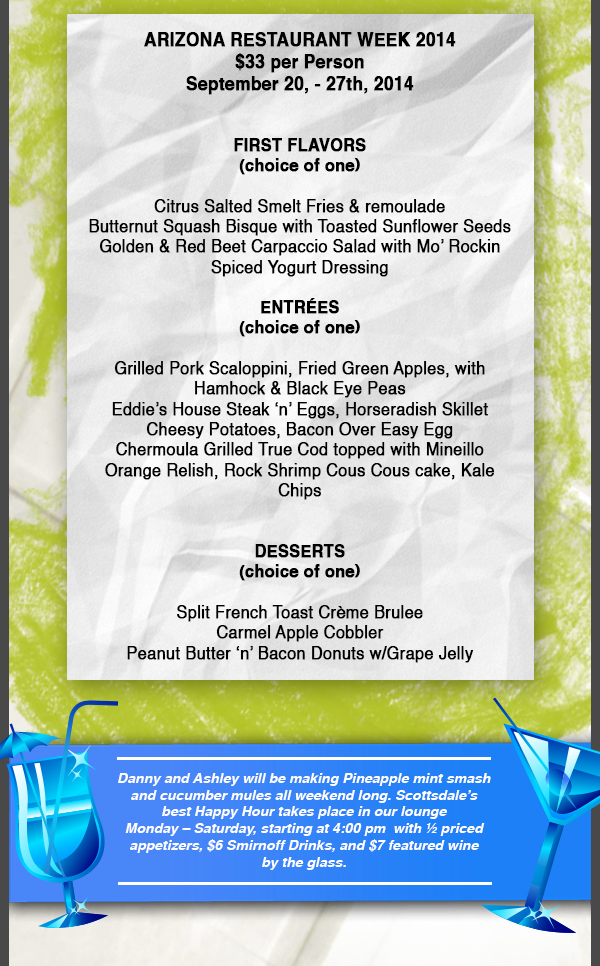 ARIZONA RESTAURANT WEEK 2014
$33 per Person
September 20, - 27th, 2014
FIRST FLAVORS
(choice of one)
Citrus Salted Smelt Fries & remoulade
Butternut Squash Bisque with Toasted Sunflower Seeds
Golden & Red Beet Carpaccio Salad with Mo’ Rockin
Spiced Yogurt Dressing
ENTRÉES
(choice of one)
Grilled Pork Scaloppini, Fried Green Apples, with
Hamhock & Black Eye Peas
Eddie’s House Steak ‘n’ Eggs, Horseradish Skillet
Cheesy Potatoes, Bacon Over Easy Egg
Chermoula Grilled True Cod topped with Mineillo
Orange Relish, Rock Shrimp Cous Cous cake, Kale
Chips
DESSERTS
(choice of one)
Split French Toast Crème Brulee
Carmel Apple Cobbler
Peanut Butter ‘n’ Bacon Donuts w/Grape Jelly
Danny and Ashley will be making Pineapple mint smash
and cucumber mules all weekend long. Scottsdale’s
best Happy Hour takes place in our lounge
Monday – Saturday, starting at 4:00 pm with ½ priced
appetizers, $6 Smirnoff Drinks, and $7 featured wine
by the glass.